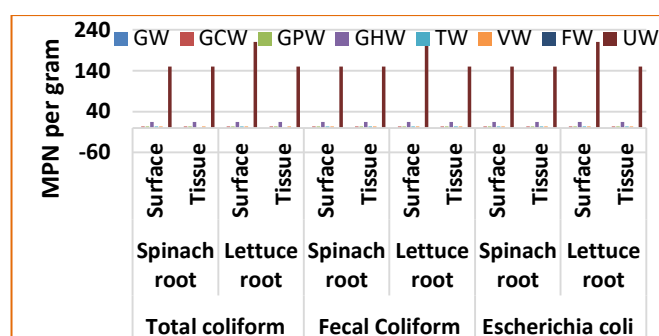 MPN per gram
240
140
40
-60
GW GCW GPW GHW TW VW FW UW
Surface Tissue Surface Tissue Surface Tissue Surface Tissue Surface Tissue Surface Tissue
Spinach root Lettuce root Spinach root Lettuce root Spinach root Lettuce root
Total coliform Fecal Coliform Escherichia coli